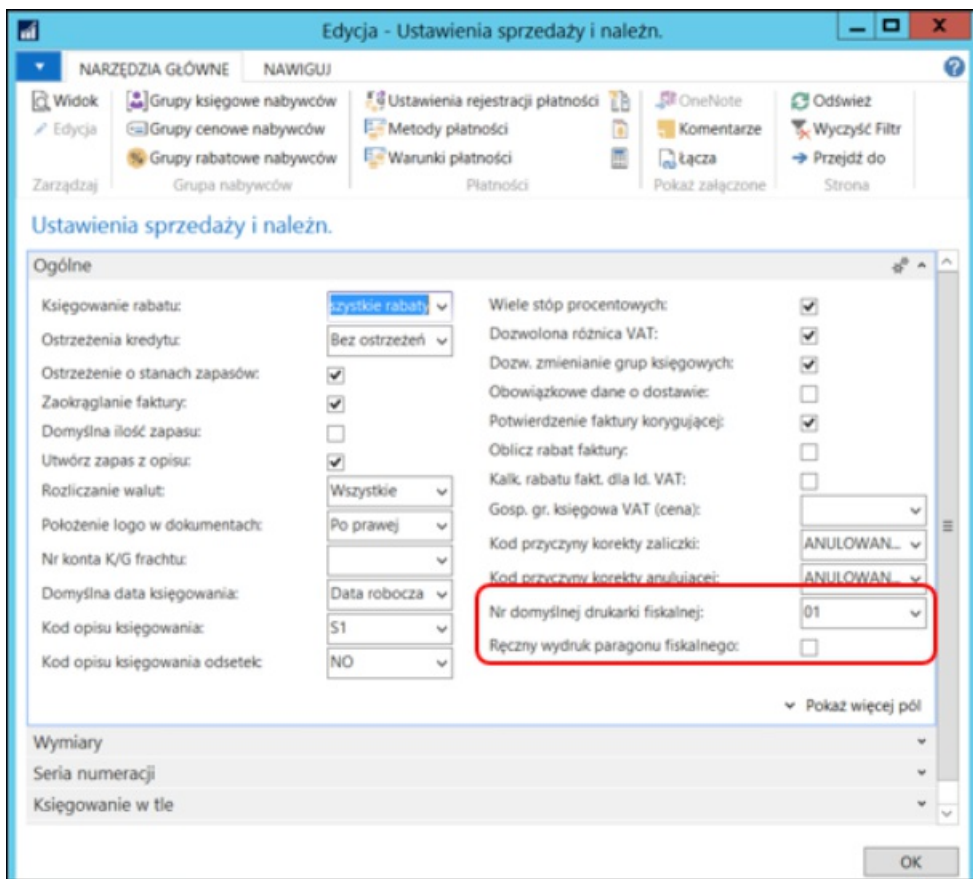 Edycja - Ustawienia sprzedaży i należn.
NARZĘDZIA GŁÓWNE NAWIGUJ
Widok
Edycja
Zarządzaj
Grupy księgowe nabywców
Grupy cenowe nabywców
Grupy rabatowe nabywców
Grupa nabywców
Ustawienia rejestracji płatności
Metody płatności
Warunki płatności
Płatności
OneNote
Komentarze
Łącza
Pokaż załączone
Odśwież
Wyczyść Filtr
Przejdź do
Strona
Ustawienia sprzedaży i należn.
Ogólne
Księgowanie rabatu: szystkie rabaty
Ostrzeżenia kredytu: Bez ostrzeżeń
Ostrzeżenie o stanach zapasów:
Zaokrąglanie faktury:
Domyślna ilość zapasu:
Utwórz zapas z opisu:
Rozliczanie walut: Wszystkie
Położenie logo w dokumentach: Po prawej
Nr konta K/G frachtu:
Domyślna data księgowania: Data robocza
Kod opisu księgowania: S1
Kod opisu księgowania odsetek: NO
Wiele stóp procentowych:
Dozwolona różnica VAT:
Dozw. zmienianie grup księgowych:
Obowiązkowe dane o dostawie:
Potwierdzenie faktury korygującej:
Oblicz rabat faktury:
Kalk. rabatu fakt. dla Id. VAT:
Gosp. gr. księgowa VAT (cena):
Kod przyczyny korekty zaliczki: ANULOWAN...
Kod przyczyny korekty anulującej: ANULOWAN...
Nr domyślnej drukarki fiskalnej: 01
Ręczny wydruk paragonu fiskalnego:
Pokaż więcej pól
Wymiary
Seria numeracji
Księgowanie w tle
OK